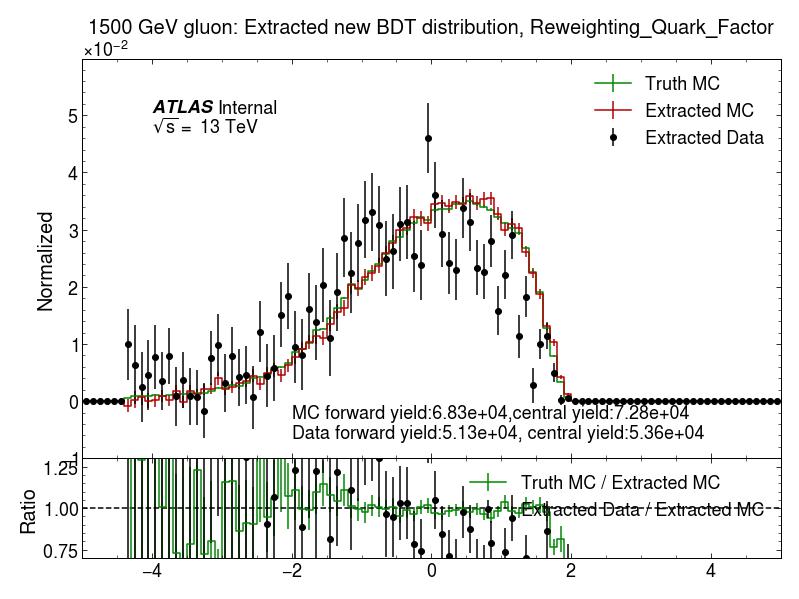 1500 GeV gluon: Extracted new BDT distribution, Reweighting_Quark_Factor
×10⁻²
ATLAS Internal
√s = 13 TeV
Truth MC
Extracted MC
Extracted Data
Normalized
5
4
3
2
1
0
MC forward yield:6.83e+04,central yield:7.28e+04
Data forward yield:5.13e+04, central yield:5.36e+04
Ratio
1.25
1.00
0.75
Truth MC / Extracted MC
Extracted Data / Extracted MC
−4
−2
0
2
4